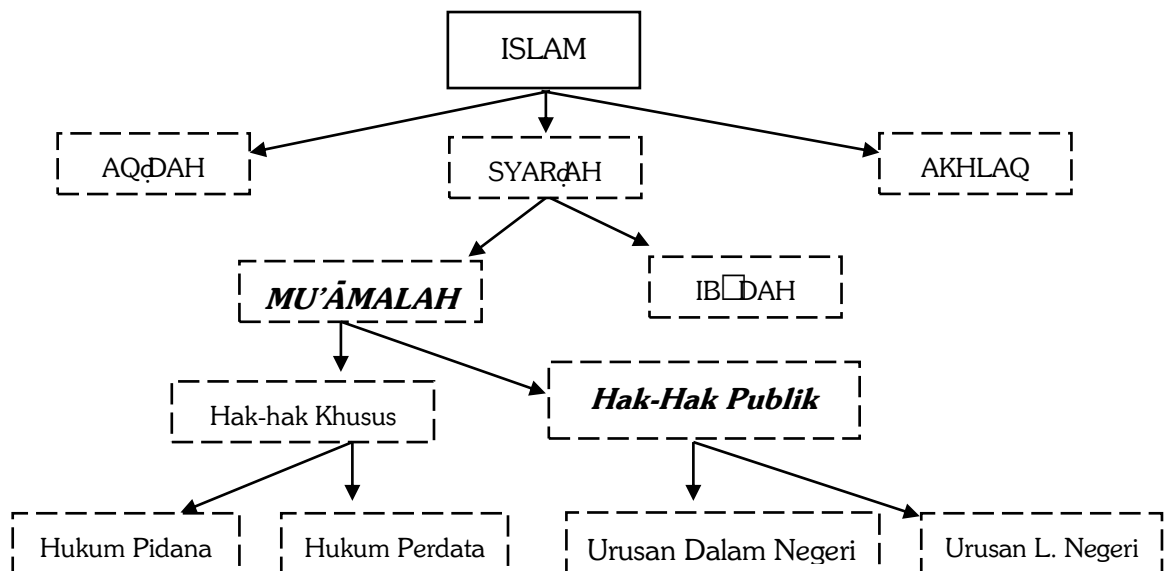 ISLAM
AQḍDAH
SYARḍAH
AKHLAQ
MU’ĀMALAH
IB□DAH
Hak-hak Khusus
Hak-Hak Publik
Hukum Pidana
Hukum Perdata
Urusan Dalam Negeri
Urusan L. Negeri